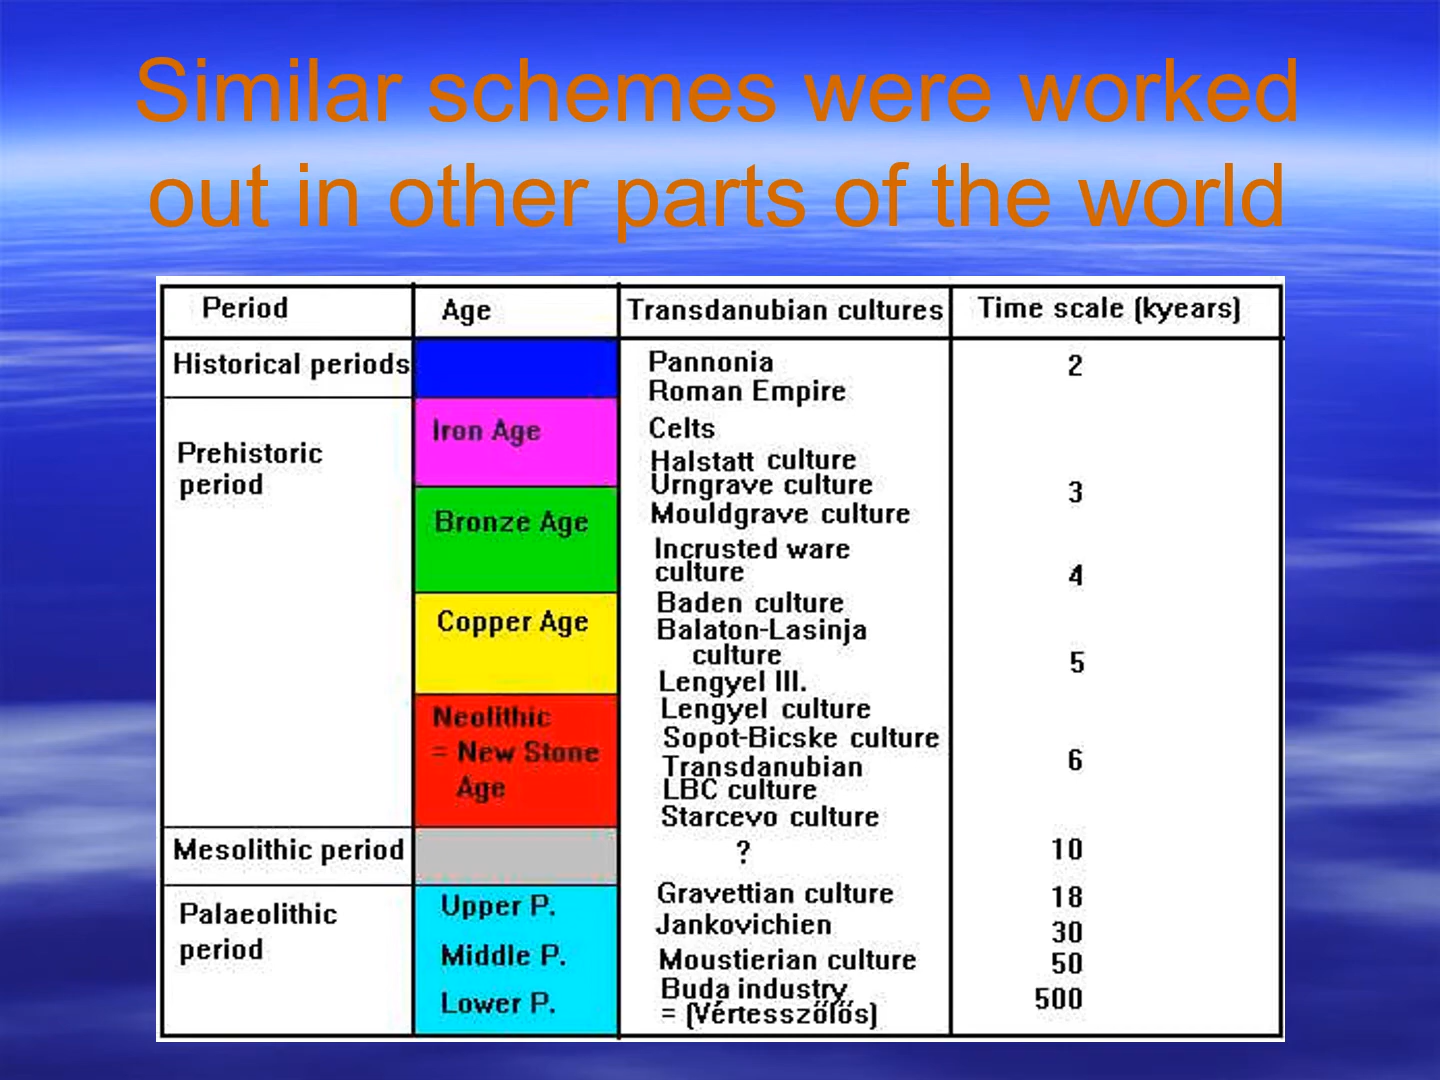 Similar schemes were worked
out in other parts of the world
Period Age Transdanubian cultures Time scale (kyears)
Historical periods Pannonia 2
Roman Empire
Iron Age Celts
Prehistoric
period
Halstatt culture
Urngrave culture 3
Mouldgrave culture
Bronze Age
Incrusted ware
culture 4
Baden culture
Copper Age Balaton-Lasinja
culture 5
Lengyel III.
Neolithic Lengyel culture
= New Stone
Age
Sopot-Bicske culture
Transdanubian 6
LBC culture
Starcevo culture
Mesolithic period ? 10
Palaeolithic
period
Upper P. Gravettian culture 18
Jankovichien 30
Middle P. Moustierian culture 50
Lower P. Buda industry 500
= (Vértesszőlős)